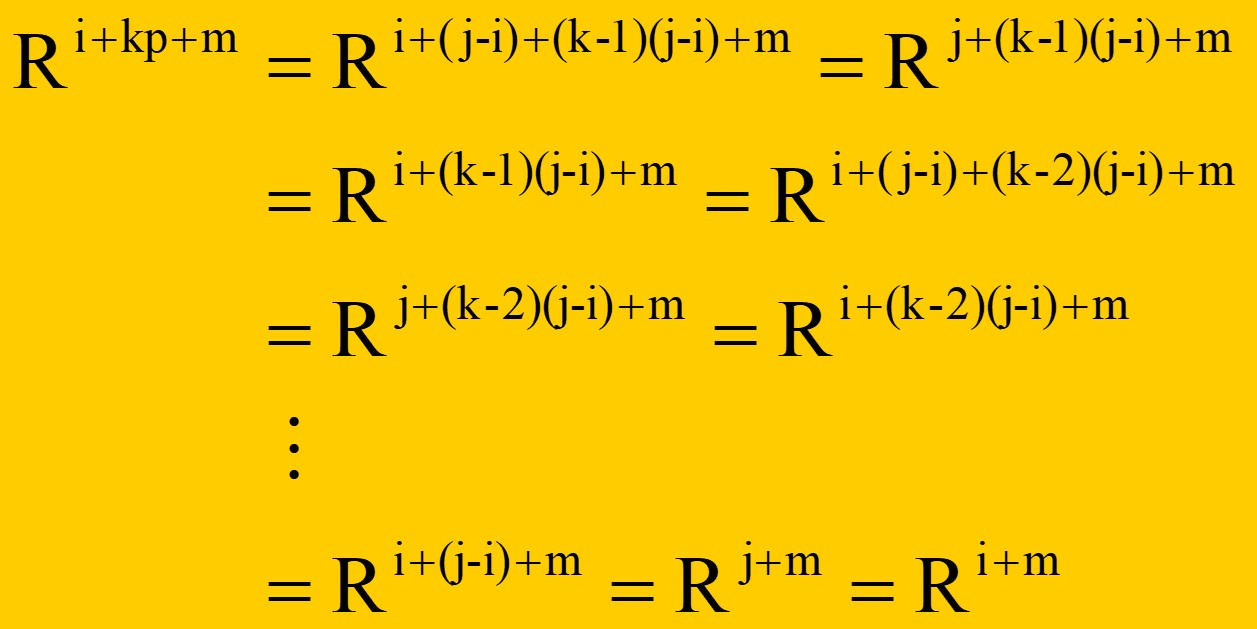 R^{i+kp+m} = R^{i+(j-i)+(k-1)(j-i)+m} = R^{j+(k-1)(j-i)+m}
= R^{i+(k-1)(j-i)+m} = R^{i+(j-i)+(k-2)(j-i)+m}
= R^{j+(k-2)(j-i)+m} = R^{i+(k-2)(j-i)+m}
⋮
= R^{i+(j-i)+m} = R^{j+m} = R^{i+m}